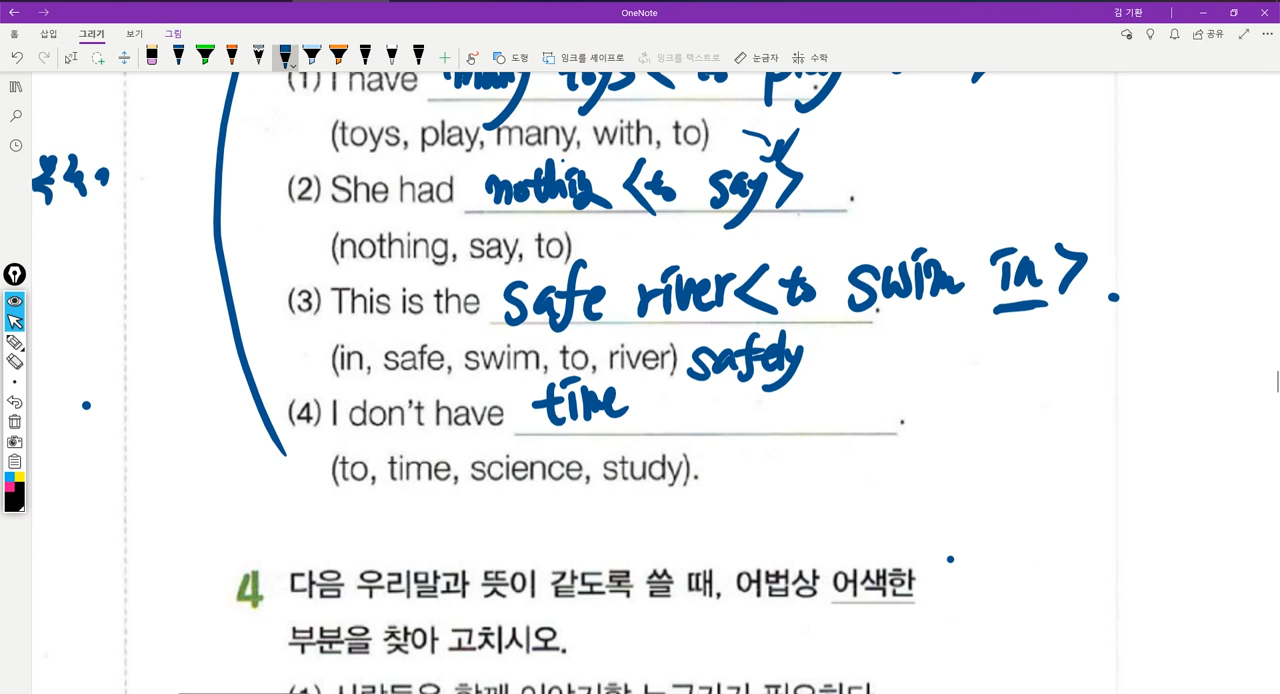 OneNote
김 기환
홈 삽입 그리기 보기 그림
공유
도형 잉크를 셰이프로 잉크를 텍스트로 눈금자 수학
(1) I have many toys < to play
(toys, play, many, with, to)
(2) She had nothing <to say> .
(nothing, say, to)
(3) This is the safe river < to swim in > .
(in, safe, swim, to, river) safely
(4) I don't have time .
(to, time, science, study).
4 다음 우리말과 뜻이 같도록 쓸 때, 어법상 어색한
부분을 찾아 고치시오.